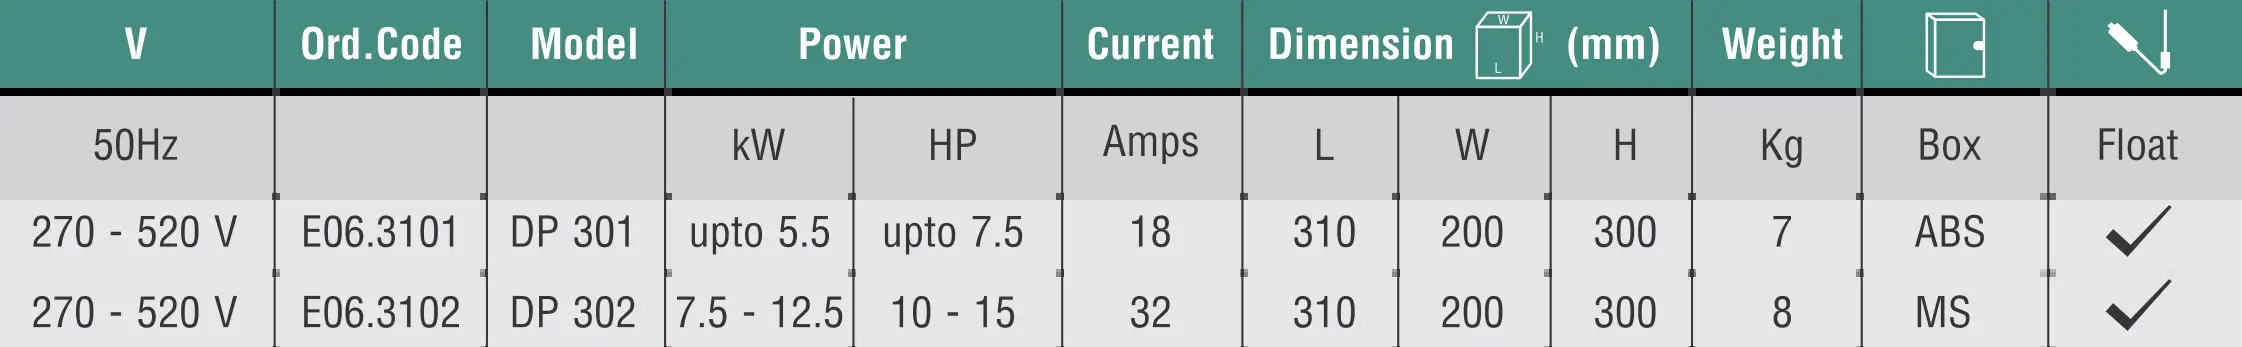 V Ord.Code Model Power Current Dimension W H L (mm) Weight
50Hz kW HP Amps L W H Kg Box Float
270 - 520 V E06.3101 DP 301 upto 5.5 upto 7.5 18 310 200 300 7 ABS
270 - 520 V E06.3102 DP 302 7.5 - 12.5 10 - 15 32 310 200 300 8 MS